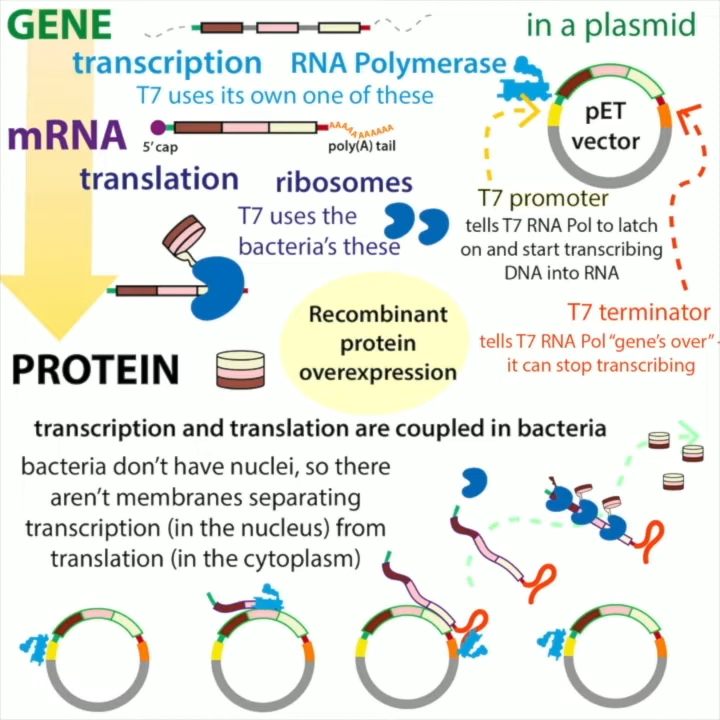 GENE
in a plasmid
transcription RNA Polymerase
T7 uses its own one of these
pET
vector
mRNA
5' cap
AAAAAAAAAA
poly(A) tail
translation ribosomes
T7 uses the
bacteria's these
T7 promoter
tells T7 RNA Pol to latch
on and start transcribing
DNA into RNA
T7 terminator
tells T7 RNA Pol "gene's over" -
it can stop transcribing
Recombinant
protein
overexpression
PROTEIN
transcription and translation are coupled in bacteria
bacteria don't have nuclei, so there
aren't membranes separating
transcription (in the nucleus) from
translation (in the cytoplasm)